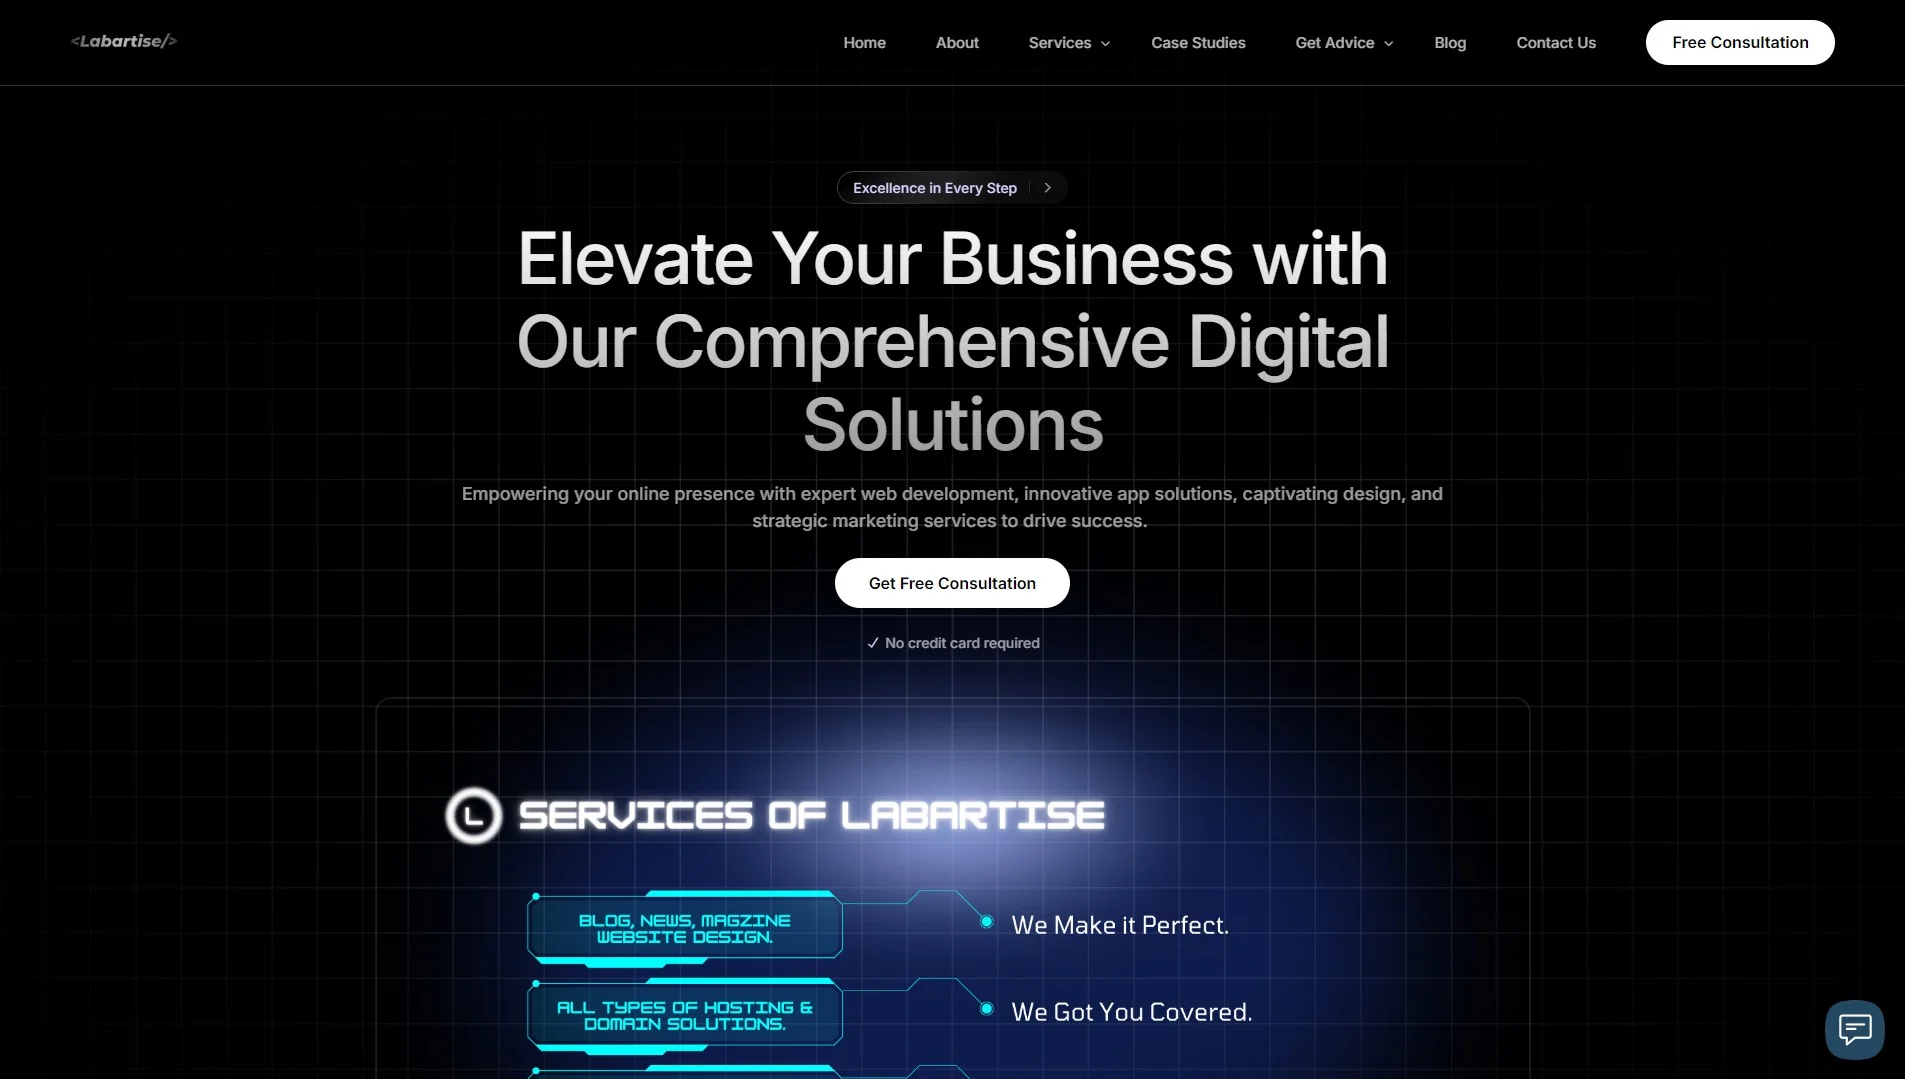 <Labartise/>
Home About Services Case Studies Get Advice Blog Contact Us Free Consultation
Excellence in Every Step
Elevate Your Business with
Our Comprehensive Digital
Solutions
Empowering your online presence with expert web development, innovative app solutions, captivating design, and
strategic marketing services to drive success.
Get Free Consultation
✓ No credit card required
L SERVICES OF LABARTISE
BLOG, NEWS, MAGZINE
WEBSITE DESIGN.
We Make it Perfect.
ALL TYPES OF HOSTING &
DOMAIN SOLUTIONS.
We Got You Covered.